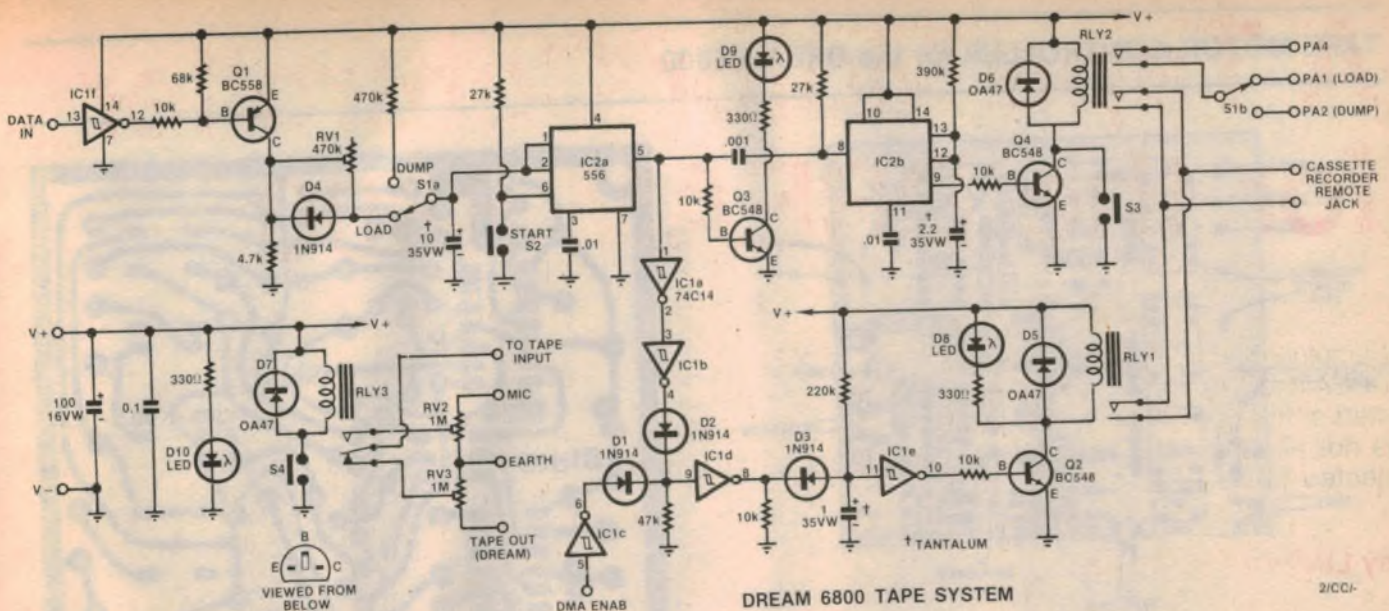 V+
DATA IN
13
IC1f
14
7
12
10k
68k
Q1
BC558
B
E
C
RV1
470k
D4
1N914
4.7k
LOAD
DUMP
S1a
470k
27k
†
10
35VW
START
S2
1
2
6
4
5
3
7
IC2a
556
.01
D9
LED
λ
330Ω
27k
.001
10k
Q3
BC548
B
C
E
8
10
14
13
12
9
11
IC2b
.01
390k
†
2.2
35VW
10k
Q4
BC548
B
C
E
S3
D6
OA47
RLY2
PA4
PA1 (LOAD)
S1b
PA2 (DUMP)
CASSETTE
RECORDER
REMOTE
JACK
V+
100
16VW
V-
0.1
330Ω
D10
LED
λ
V+
D7
OA47
RLY3
S4
TO TAPE
INPUT
MIC
RV2
1M
EARTH
RV3
1M
TAPE OUT
(DREAM)
B
E
C
VIEWED FROM
BELOW
1
IC1a
74C14
2
3
IC1b
4
D2
1N914
D1
1N914
6
IC1c
5
DMA ENAB
47k
9
IC1d
8
10k
D3
1N914
V+
220k
1
35VW
†
11
IC1e
10
10k
Q2
BC548
B
C
E
D8
LED
λ
330Ω
D5
OA47
RLY1
† TANTALUM
DREAM 6800 TAPE SYSTEM
2/CC/-